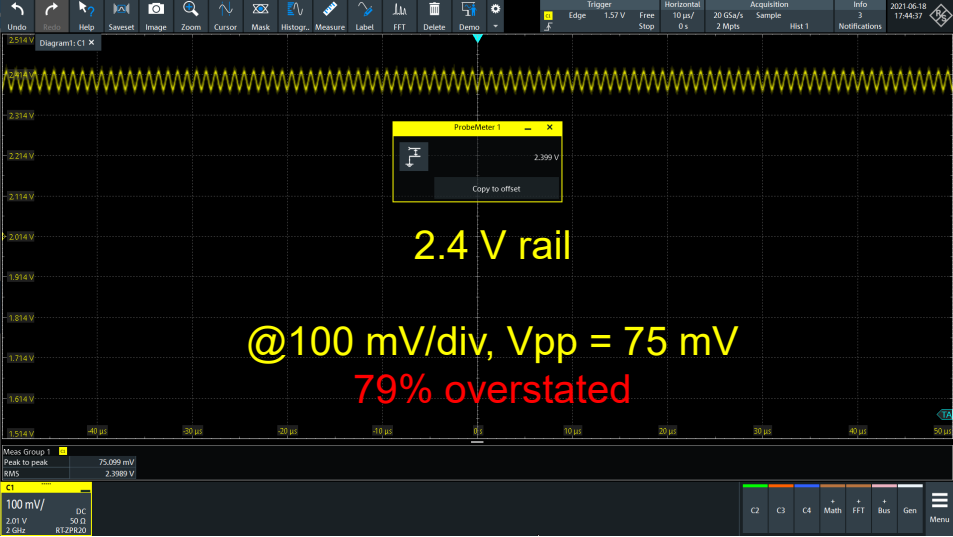 Trigger
Horizontal
Acquisition
Info
2021-06-18
17:44:37
Edge 1.57 V Free
10 µs/
20 GSa/s Sample
3
Stop
0 s
2 Mpts Hist 1
Notifications
Undo Redo Help Saveset Image Zoom Cursor Mask Histogr.. Measure Label FFT Delete Demo
2.514 V
Diagram1: C1 ×
2.414 V
2.314 V
ProbeMeter 1
2.214 V
2.399 V
Copy to offset
2.114 V
2.014 V
2.4 V rail
1.914 V
1.814 V
@100 mV/div, Vpp = 75 mV
1.714 V
79% overstated
1.614 V
TA
1.514 V
-40 µs -30 µs -20 µs -10 µs 0 s 10 µs 20 µs 30 µs 40 µs 50 µs
Meas Group 1
Peak to peak 75.099 mV
RMS 2.3989 V
C1
100 mV/
DC
2.01 V 50 Ω
2 GHz RT-ZPR20
C2 C3 C4 + Math + FFT + Bus Gen
Menu